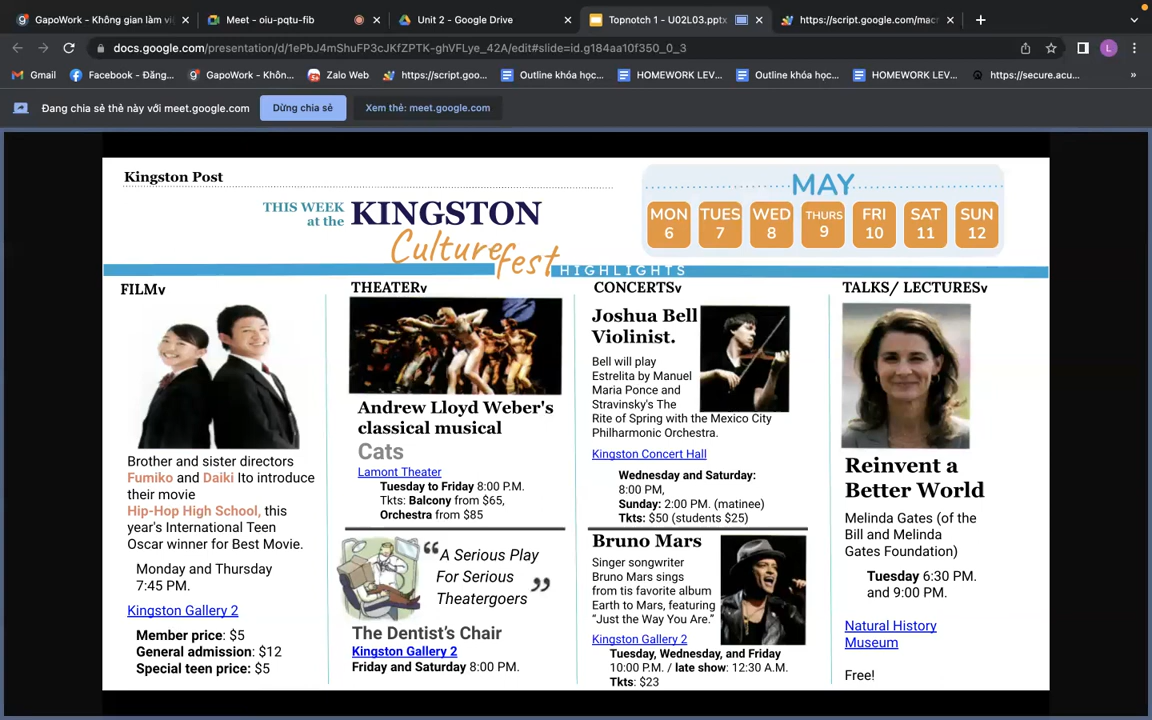 GapoWork - Không gian làm việ
Meet - oiu-pqtu-fib
Unit 2 - Google Drive
Topnotch 1 - U02L03.pptx
https://script.google.com/mac
docs.google.com/presentation/d/1ePbJ4mShuFP3cJKfZPTK-ghVFLye_42A/edit#slide=id.g184aa10f350_0_3
L
Gmail
Facebook - Đăng...
GapoWork - Khôn...
Zalo Web
https://script.goo...
Outline khóa học...
HOMEWORK LEV...
Outline khóa học...
HOMEWORK LEV...
https://secure.acu...
»
Đang chia sẻ thẻ này với meet.google.com
Dừng chia sẻ
Xem thẻ: meet.google.com
Kingston Post
THIS WEEK
at the
KINGSTON
Culturefest
HIGHLIGHTS
MAY
MON TUES WED THURS FRI SAT SUN
6 7 8 9 10 11 12
FILMv
Brother and sister directors
Fumiko and Daiki Ito introduce
their movie
Hip-Hop High School, this
year's International Teen
Oscar winner for Best Movie.
Monday and Thursday
7:45 PM.
Kingston Gallery 2
Member price: $5
General admission: $12
Special teen price: $5
THEATERv
Andrew Lloyd Weber's
classical musical
Cats
Lamont Theater
Tuesday to Friday 8:00 P.M.
Tkts: Balcony from $65,
Orchestra from $85
“A Serious Play
For Serious
Theatergoers”
The Dentist’s Chair
Kingston Gallery 2
Friday and Saturday 8:00 PM.
CONCERTSv
Joshua Bell
Violinist.
Bell will play
Estrelita by Manuel
Maria Ponce and
Stravinsky's The
Rite of Spring with the Mexico City
Philharmonic Orchestra.
Kingston Concert Hall
Wednesday and Saturday:
8:00 PM,
Sunday: 2:00 PM. (matinee)
Tkts: $50 (students $25)
Bruno Mars
Singer songwriter
Bruno Mars sings
from tis favorite album
Earth to Mars, featuring
“Just the Way You Are.”
Kingston Gallery 2
Tuesday, Wednesday, and Friday
10:00 P.M. / late show: 12:30 A.M.
Tkts: $23
TALKS/ LECTURESv
Reinvent a
Better World
Melinda Gates (of the
Bill and Melinda
Gates Foundation)
Tuesday 6:30 PM.
and 9:00 PM.
Natural History
Museum
Free!